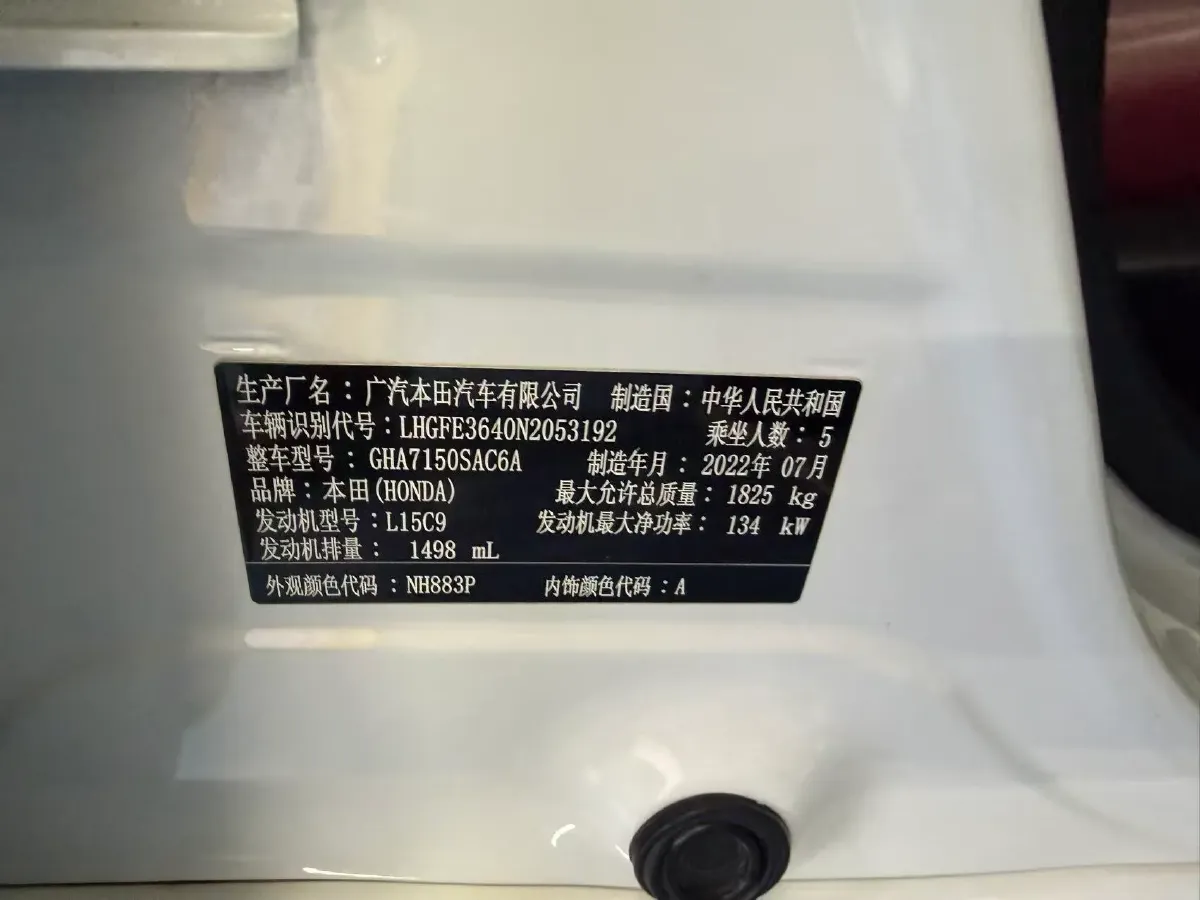 生产厂名：广汽本田汽车有限公司 制造国：中华人民共和国
车辆识别代号：LHGFE3640N2053192 乘坐人数：5
整车型号：GHA7150SAC6A 制造年月：2022年 07月
品牌：本田(HONDA) 最大允许总质量：1825 kg
发动机型号：L15C9 发动机最大净功率：134 kW
发动机排量：1498 mL
外观颜色代码：NH883P 内饰颜色代码：A